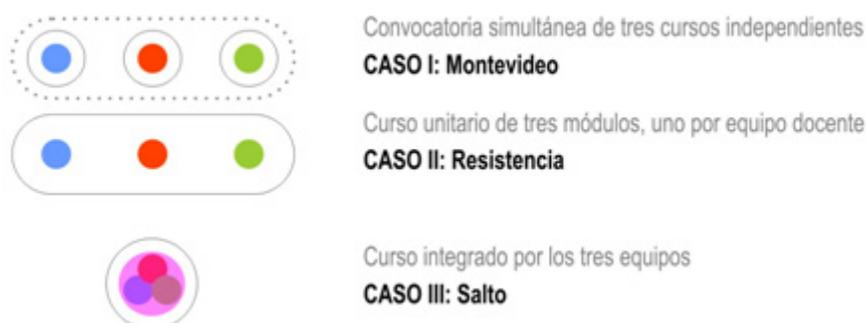 Convocatoria simultánea de tres cursos independientes
CASO I: Montevideo
Curso unitario de tres módulos, uno por equipo docente
CASO II: Resistencia
Curso integrado por los tres equipos
CASO III: Salto